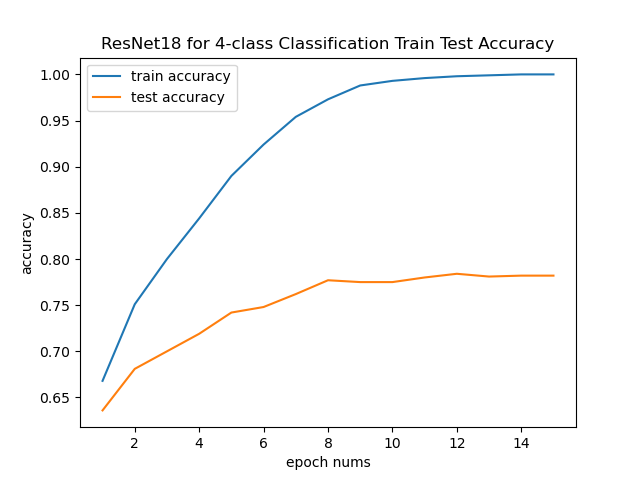 ResNet18 for 4-class Classification Train Test Accuracy
train accuracy
test accuracy
1.00
0.95
0.90
0.85
0.80
0.75
0.70
0.65
accuracy
2 4 6 8 10 12 14
epoch nums